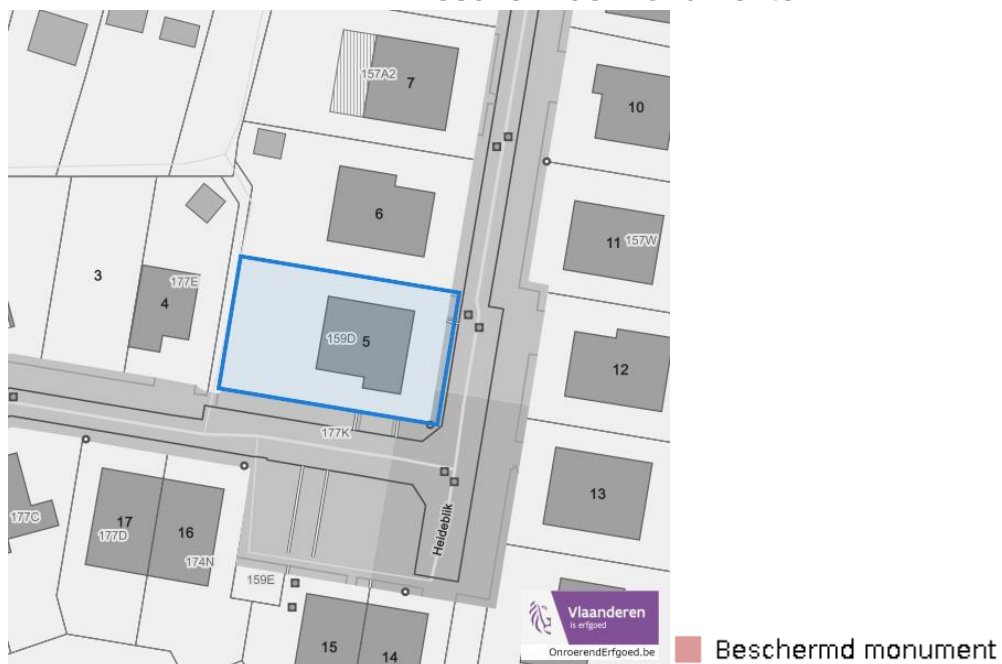 157A2
7
10
6
11 157W
3
177E
4
159D 5
12
177K
13
177C
17
177D
16
174N
Heideblik
159E
15
14
Vlaanderen
is erfgoed
OnroerendErfgoed.be
Beschermd monument